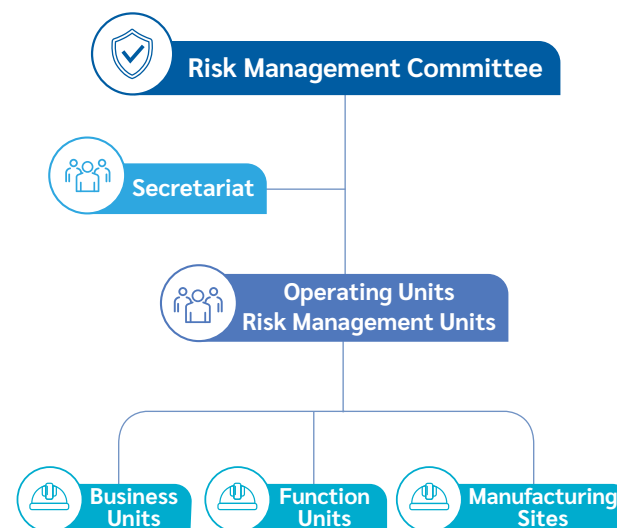 Risk Management Committee
Secretariat
Operating Units
Risk Management Units
Business
Units
Function
Units
Manufacturing
Sites